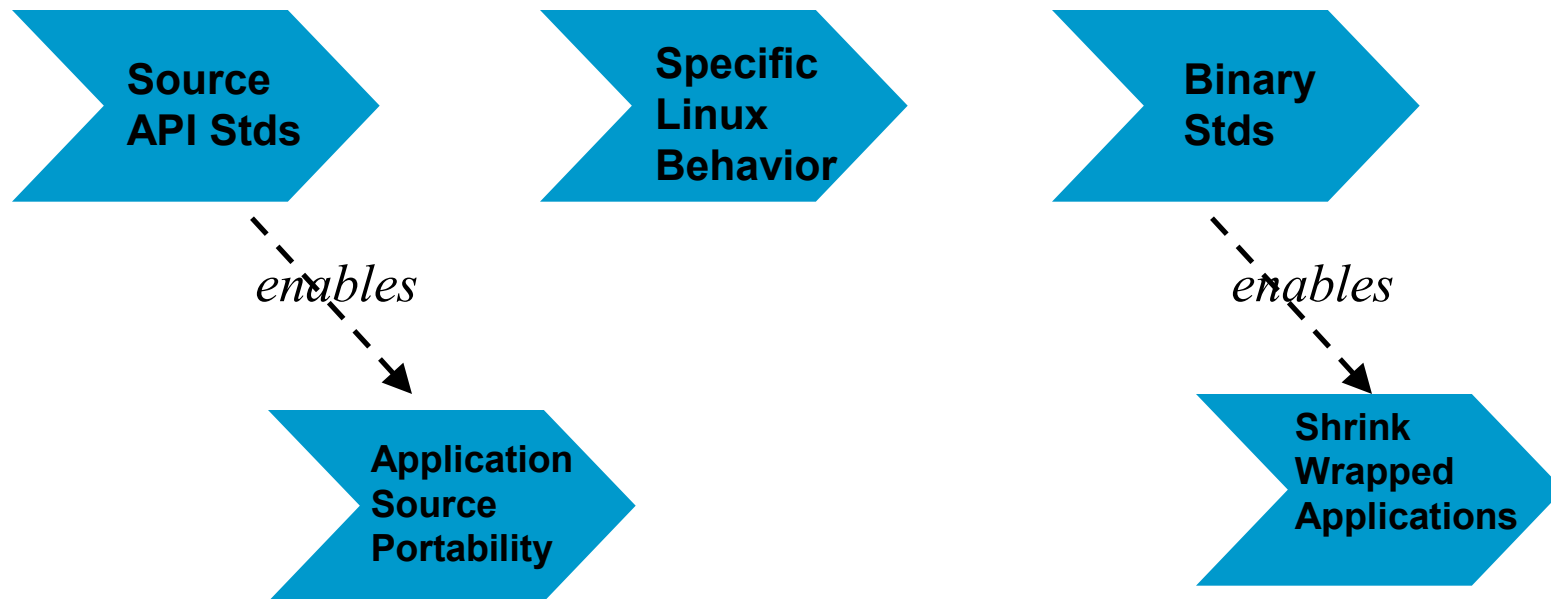 Source
API Stds
Specific
Linux
Behavior
Binary
Stds
enables
enables
Application
Source
Portability
Shrink
Wrapped
Applications